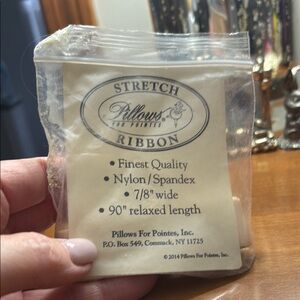 STRETCH
Pillows
FOR POINTES
RIBBON
• Finest Quality
• Nylon/Spandex
• 7/8" wide
• 90" relaxed length
Pillows For Pointes, Inc.
P.O. Box 549, Commack, NY 11725
© 2014 Pillows For Pointes, Inc.